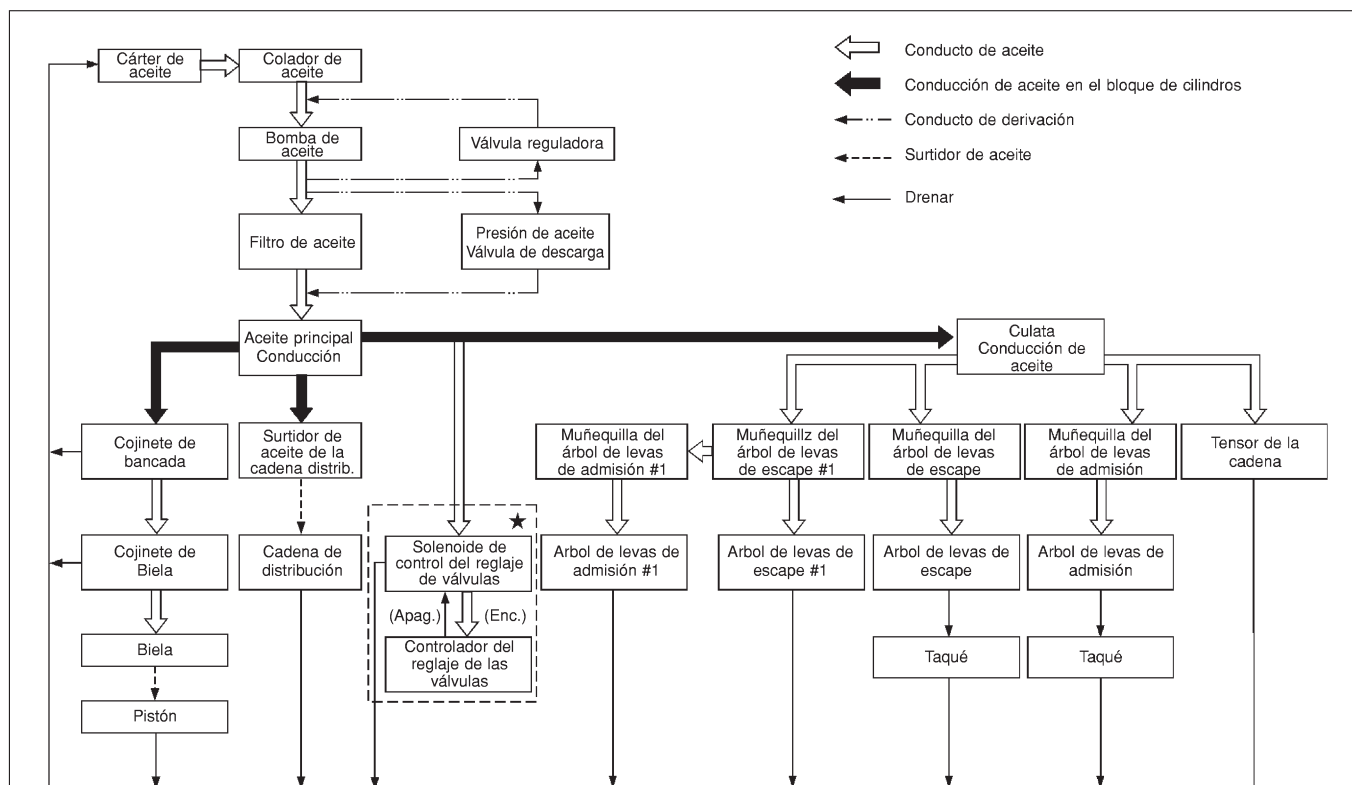 Cárter de
aceite
Colador de
aceite
Conducto de aceite
Conducción de aceite en el bloque de cilindros
Conducto de derivación
Surtidor de aceite
Drenar
Bomba de
aceite
Válvula reguladora
Filtro de aceite
Presión de aceite
Válvula de descarga
Aceite principal
Conducción
Culata
Conducción de
aceite
Cojinete de
bancada
Surtidor de
aceite de la
cadena distrib.
Muñequilla del
árbol de levas
de admisión #1
Muñequillz del
árbol de levas
de escape #1
Muñequilla del
árbol de levas
de escape
Muñequilla del
árbol de levas
de admisión
Tensor de la
cadena
★
Cojinete de
Biela
Cadena de
distribución
Solenoide de
control del reglaje
de válvulas
Arbol de levas de
admisión #1
Arbol de levas de
escape #1
Arbol de levas de
escape
Arbol de levas de
admisión
(Apag.)
(Enc.)
Biela
Controlador del
reglaje de las
válvulas
Taqué
Taqué
Pistón